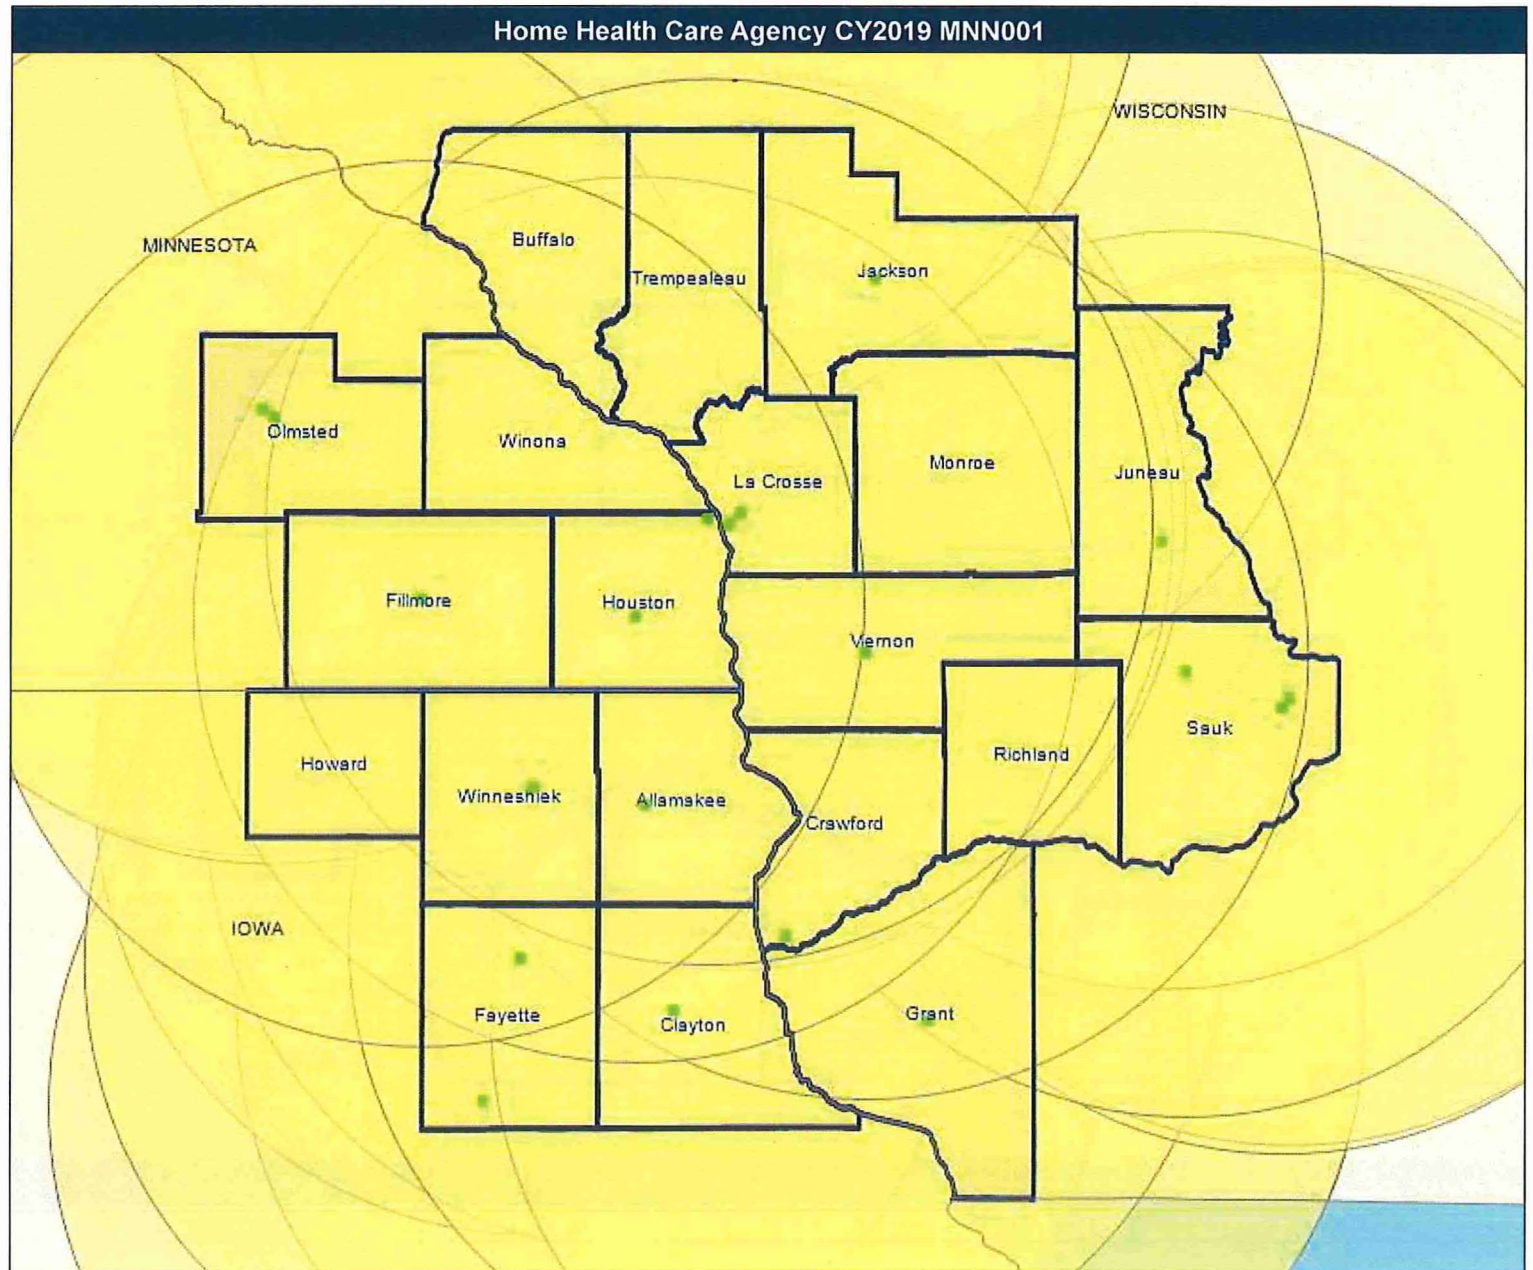 Home Health Care Agency CY2019 MNN001
WISCONSIN
MINNESOTA
Buffalo
Trempealeau
Jackson
Olmsted
Winona
La Crosse
Monroe
Juneau
Fillmore
Houston
Vernon
Sauk
Richland
Howard
Winneshiek
Allamakee
Crawford
IOWA
Fayette
Clayton
Grant